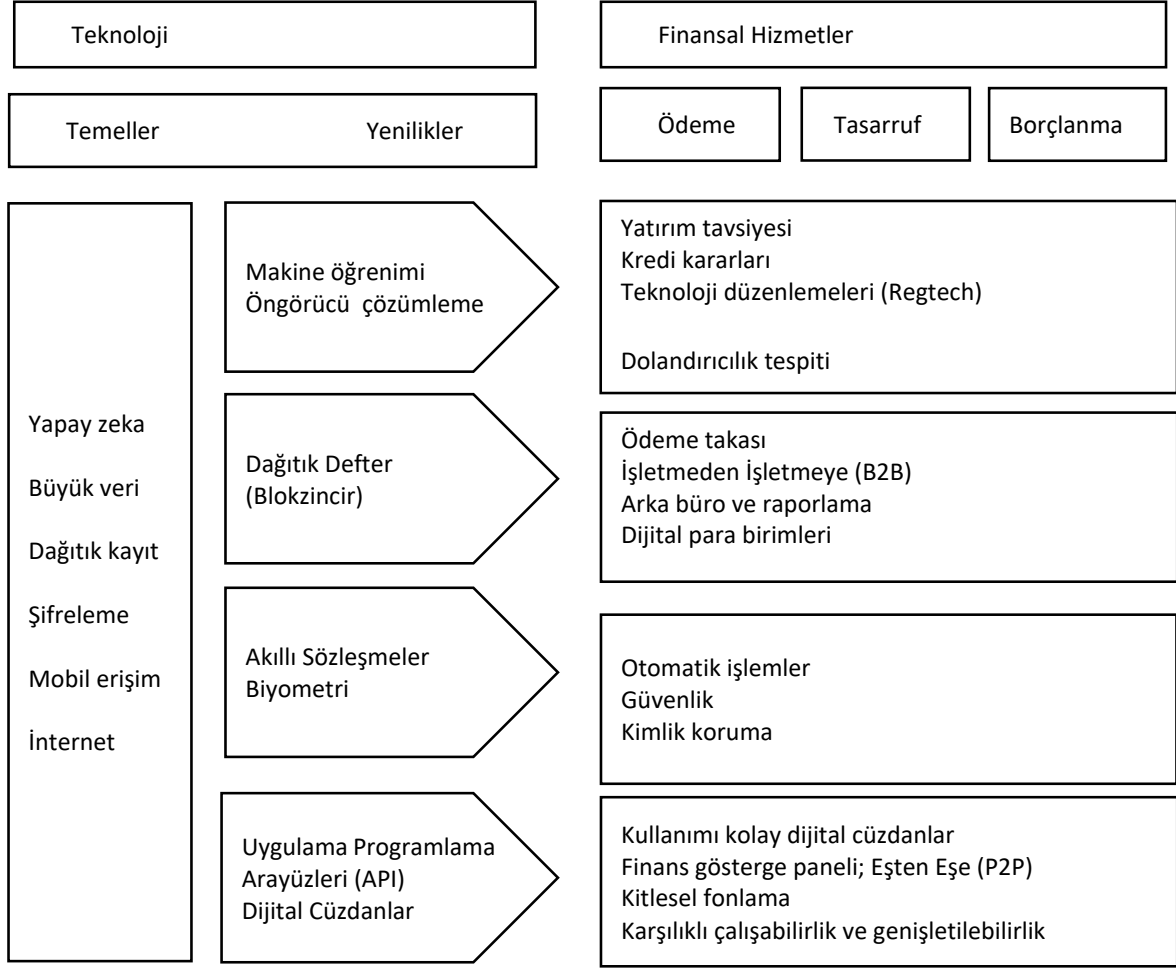 Teknoloji
Finansal Hizmetler
Temeller Yenilikler
Ödeme
Tasarruf
Borçlanma
Yapay zeka
Büyük veri
Dağıtık kayıt
Şifreleme
Mobil erişim
İnternet
Makine öğrenimi
Öngörücü çözümleme
Yatırım tavsiyesi
Kredi kararları
Teknoloji düzenlemeleri (Regtech)
Dolandırıcılık tespiti
Dağıtık Defter
(Blokzincir)
Ödeme takası
İşletmeden İşletmeye (B2B)
Arka büro ve raporlama
Dijital para birimleri
Akıllı Sözleşmeler
Biyometri
Otomatik işlemler
Güvenlik
Kimlik koruma
Uygulama Programlama
Arayüzleri (API)
Dijital Cüzdanlar
Kullanımı kolay dijital cüzdanlar
Finans gösterge paneli; Eşten Eşe (P2P)
Kitlesel fonlama
Karşılıklı çalışabilirlik ve genişletilebilirlik